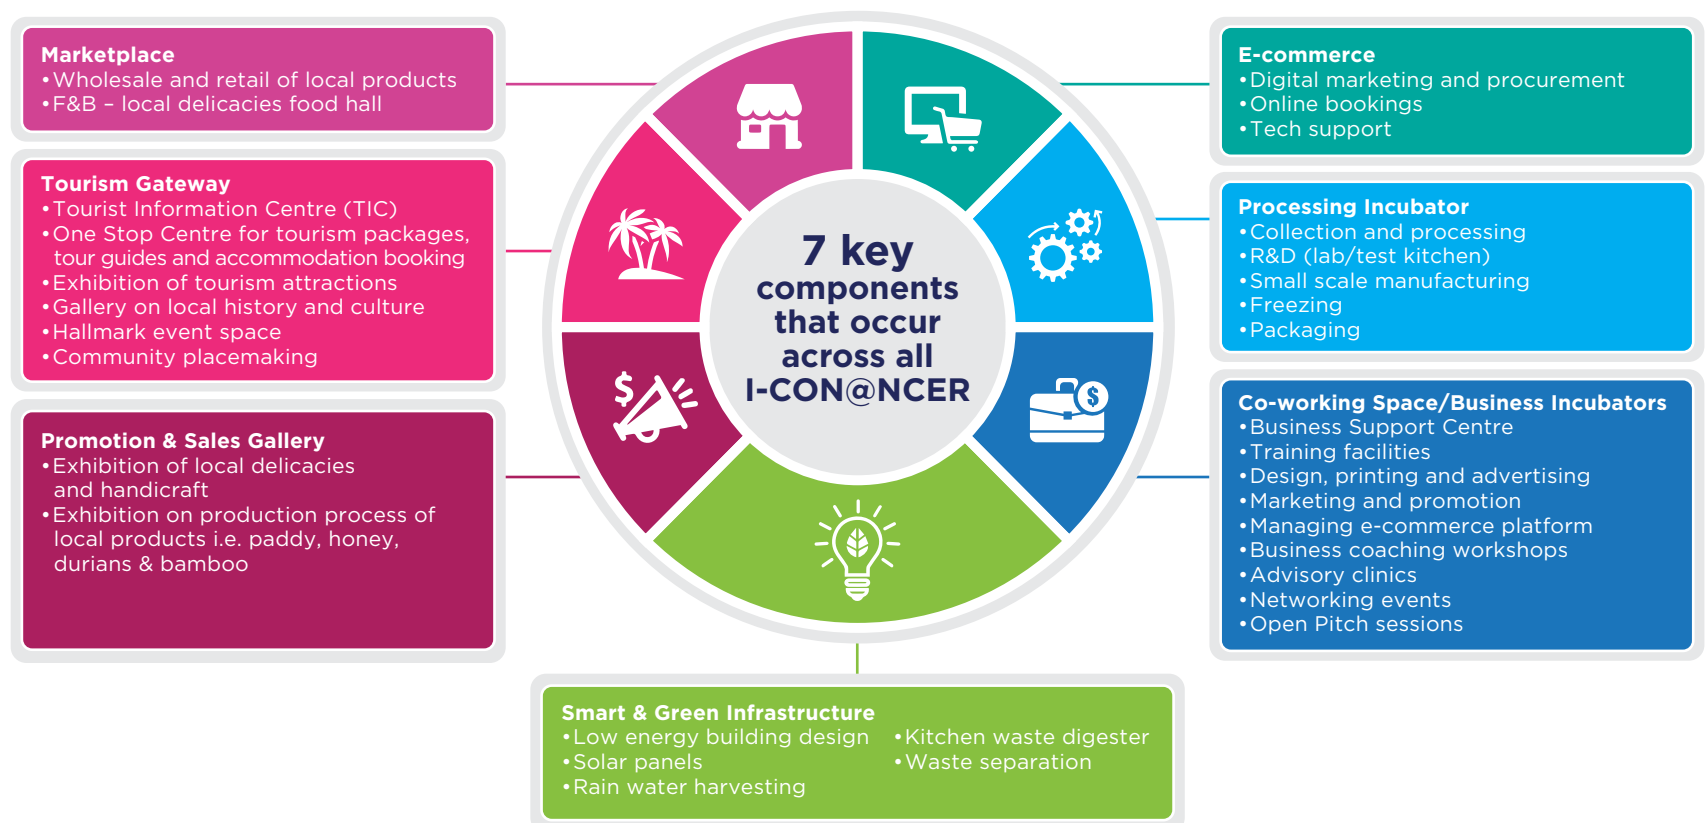 Marketplace
•Wholesale and retail of local products
•F&B – local delicacies food hall
Tourism Gateway
•Tourist Information Centre (TIC)
•One Stop Centre for tourism packages,
tour guides and accommodation booking
•Exhibition of tourism attractions
•Gallery on local history and culture
•Hallmark event space
•Community placemaking
Promotion & Sales Gallery
•Exhibition of local delicacies
and handicraft
•Exhibition on production process of
local products i.e. paddy, honey,
durians & bamboo
7 key
components
that occur
across all
I-CON@NCER
$
$
E-commerce
•Digital marketing and procurement
•Online bookings
•Tech support
Processing Incubator
•Collection and processing
•R&D (lab/test kitchen)
•Small scale manufacturing
•Freezing
•Packaging
Co-working Space/Business Incubators
•Business Support Centre
•Training facilities
•Design, printing and advertising
•Marketing and promotion
•Managing e-commerce platform
•Business coaching workshops
•Advisory clinics
•Networking events
•Open Pitch sessions
Smart & Green Infrastructure
•Low energy building design
•Solar panels
•Rain water harvesting
•Kitchen waste digester
•Waste separation